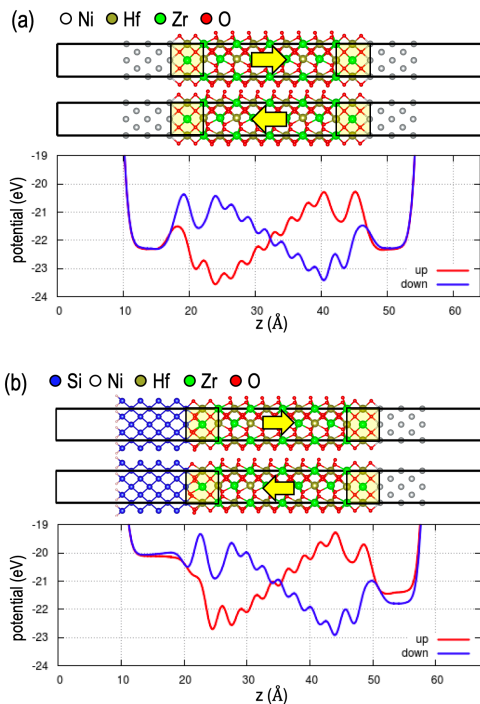 (a)
Ni Hf Zr O
-19
-20
-21
-22
-23
-24
potential (eV)
up
down
0 10 20 30 40 50 60
z (Å)
(b)
Si Ni Hf Zr O
-19
-20
-21
-22
-23
-24
potential (eV)
up
down
0 10 20 30 40 50 60
z (Å)